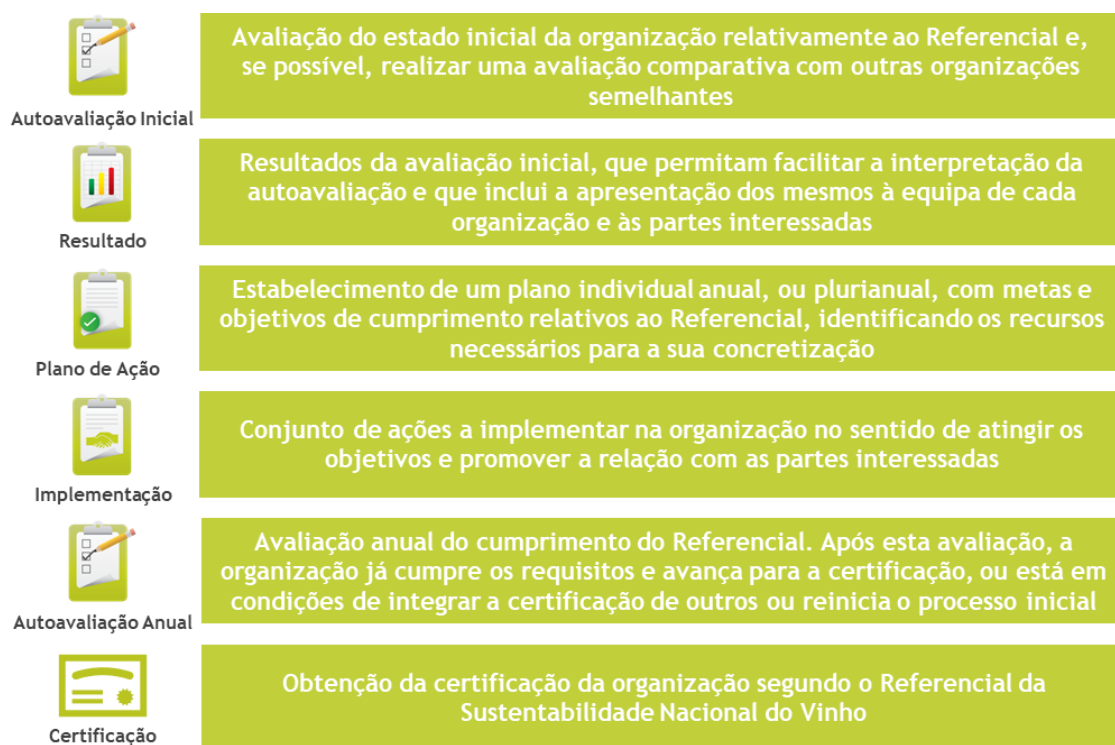 Avaliação do estado inicial da organização relativamente ao Referencial e,
se possível, realizar uma avaliação comparativa com outras organizações
semelhantes
Autoavaliação Inicial
Resultados da avaliação inicial, que permitam facilitar a interpretação da
autoavaliação e que inclui a apresentação dos mesmos à equipa de cada
organização e às partes interessadas
Resultado
Estabelecimento de um plano individual anual, ou plurianual, com metas e
objetivos de cumprimento relativos ao Referencial, identificando os recursos
necessários para a sua concretização
Plano de Ação
Conjunto de ações a implementar na organização no sentido de atingir os
objetivos e promover a relação com as partes interessadas
Implementação
Avaliação anual do cumprimento do Referencial. Após esta avaliação, a
organização já cumpre os requisitos e avança para a certificação, ou está em
condições de integrar a certificação de outros ou reinicia o processo inicial
Autoavaliação Anual
Obtenção da certificação da organização segundo o Referencial da
Sustentabilidade Nacional do Vinho
Certificação